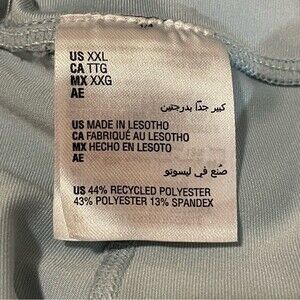 US XXL
CA TTG
MX XXG
AE
كبير جدًا بدرجتين
US MADE IN LESOTHO
CA FABRIQUÉ AU LESOTHO
MX HECHO EN LESOTO
AE
صُنع في ليسوتو
US 44% RECYCLED POLYESTER
43% POLYESTER 13% SPANDEX